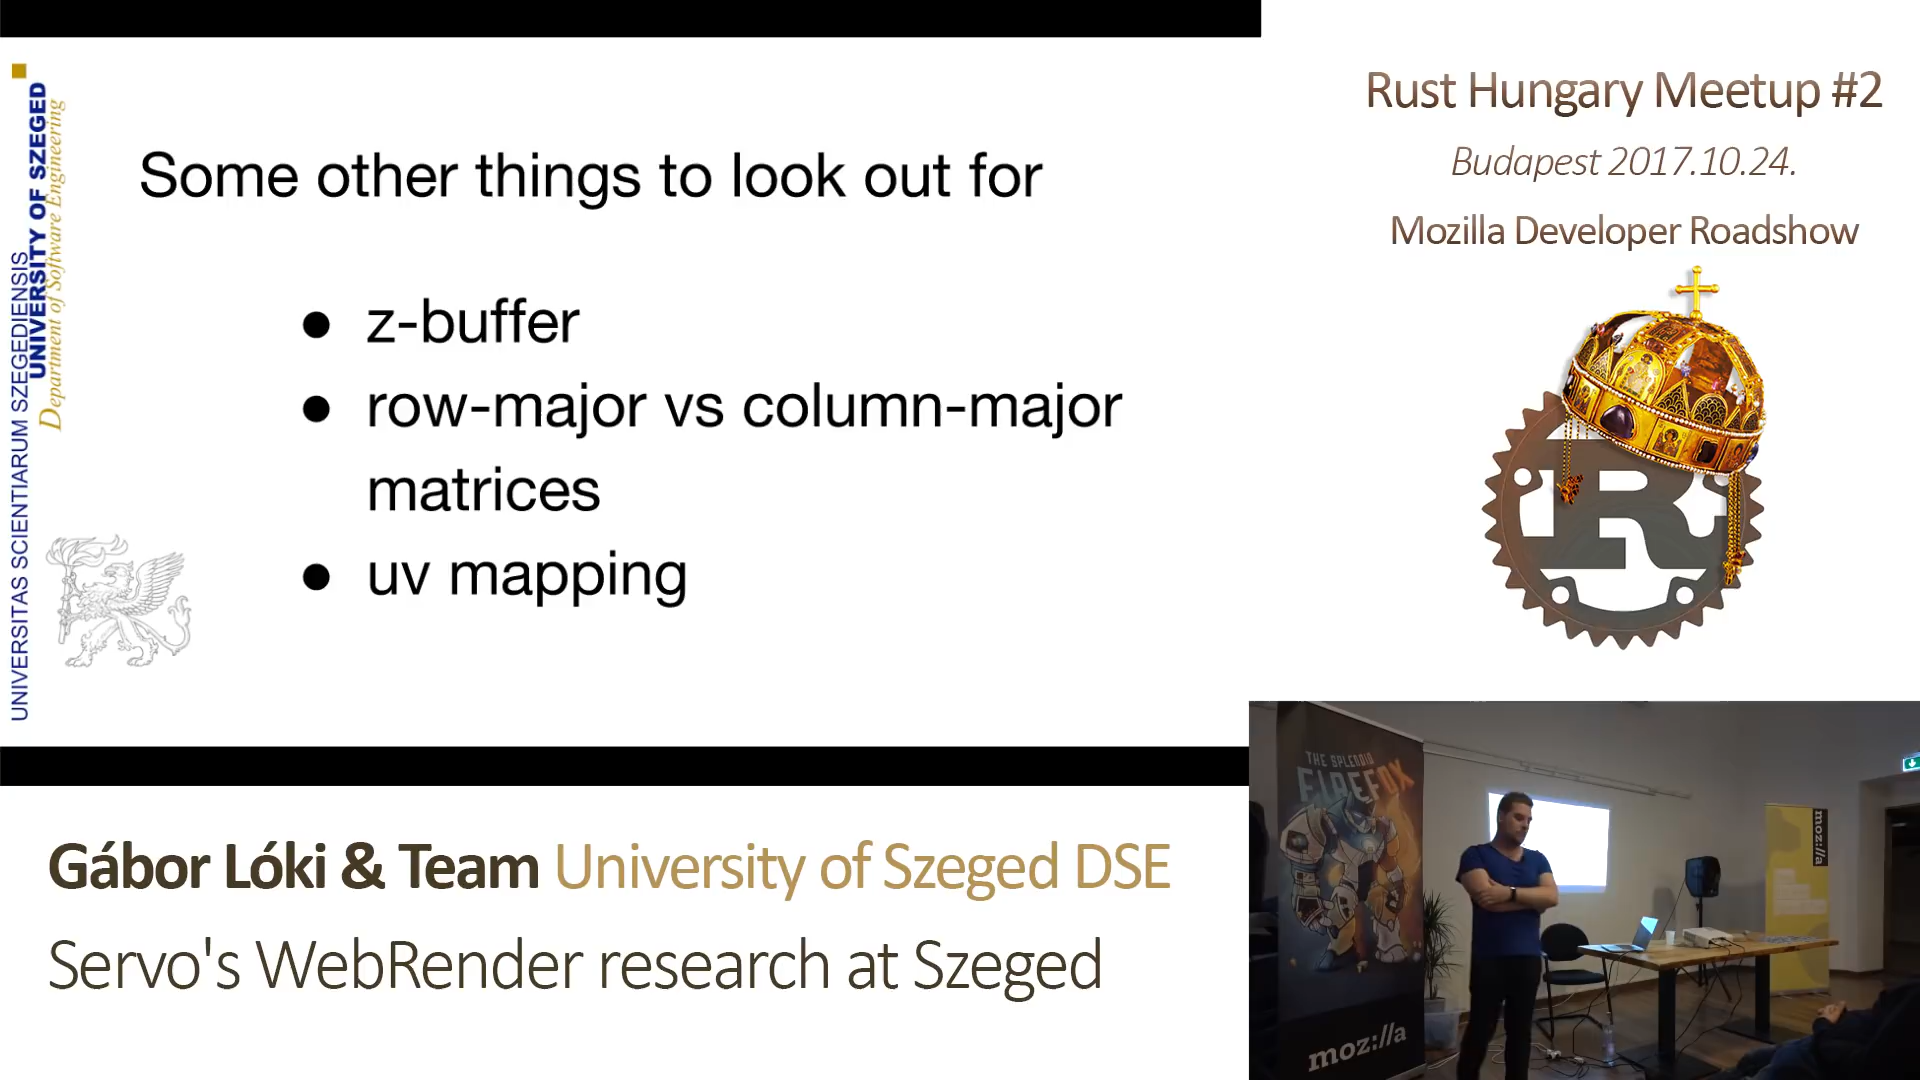 UNIVERSITAS SCIENTIARUM SZEGEDIENSIS
UNIVERSITY OF SZEGED
Department of Software Engineering
Some other things to look out for
● z-buffer
● row-major vs column-major
matrices
● uv mapping
Rust Hungary Meetup #2
Budapest 2017.10.24.
Mozilla Developer Roadshow
R
THE SPLENDID
FIREFOX
moz://a
moz://a
Gábor Lóki & Team University of Szeged DSE
Servo's WebRender research at Szeged